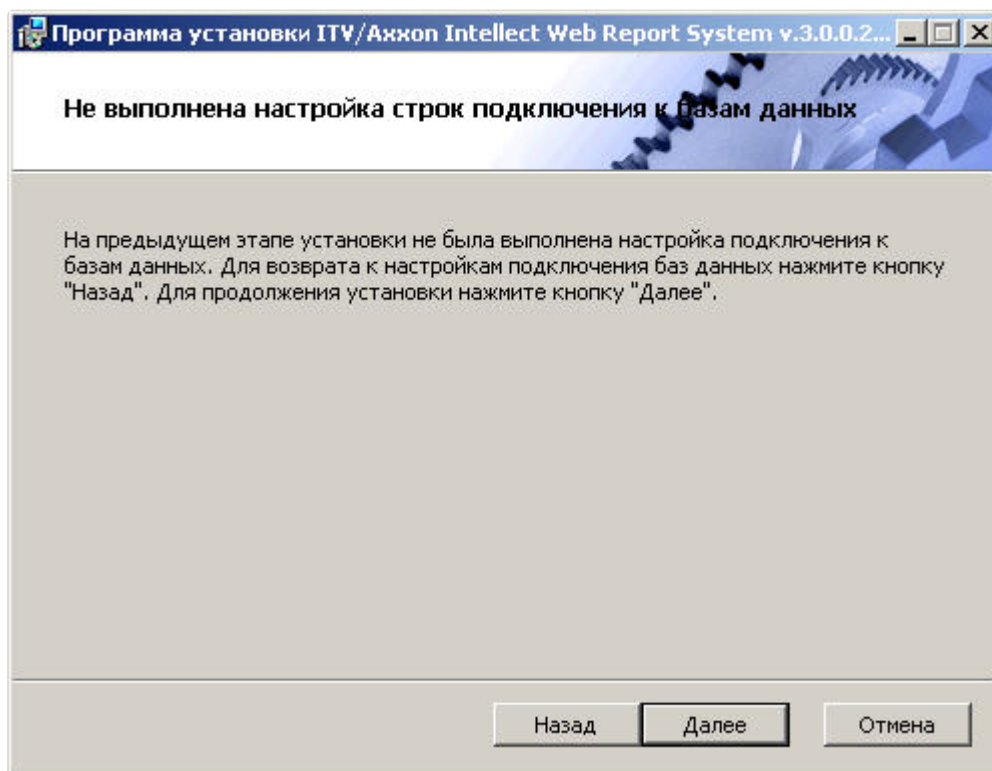 Программа установки ITV/Axxon Intellect Web Report System v.3.0.0.2...
Не выполнена настройка строк подключения к базам данных
На предыдущем этапе установки не была выполнена настройка подключения к
базам данных. Для возврата к настройкам подключения баз данных нажмите кнопку
"Назад". Для продолжения установки нажмите кнопку "Далее".
Назад Далее Отмена